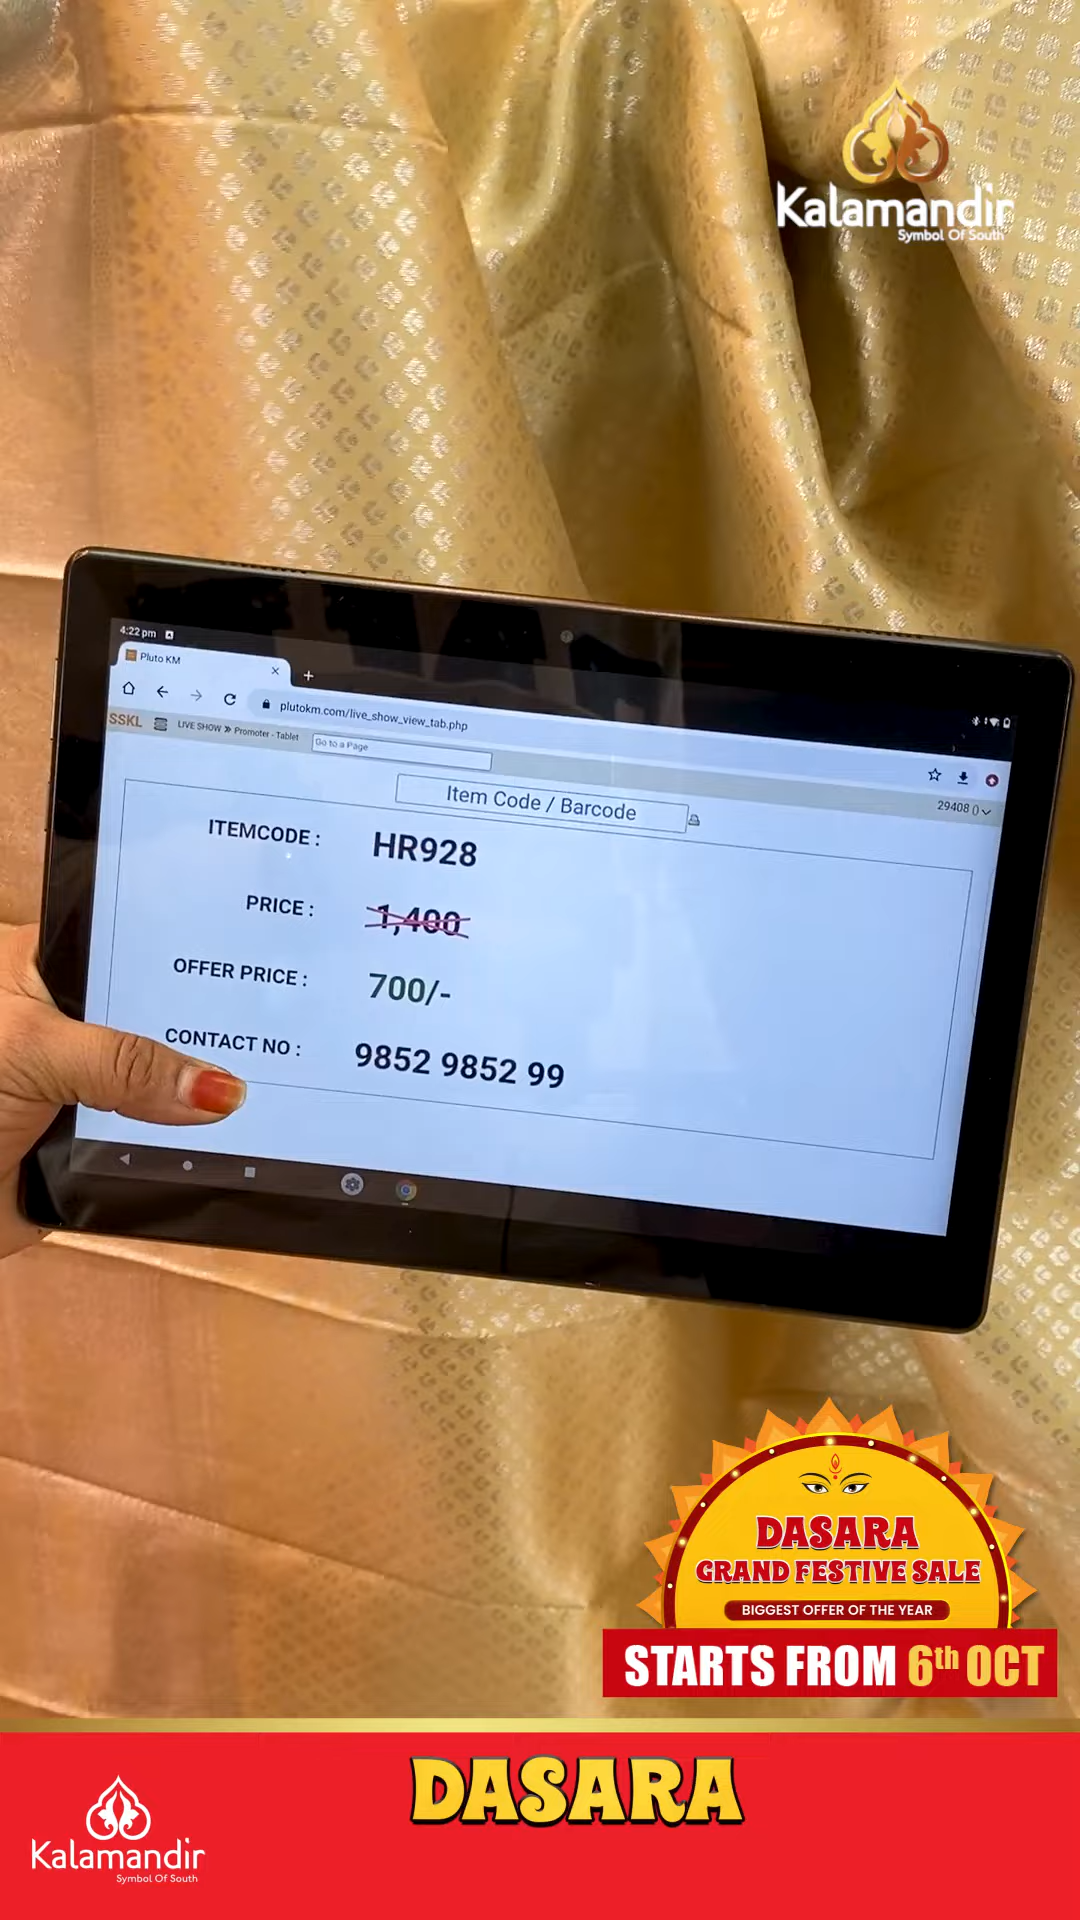 Kalamandir
Symbol Of South
4:22 pm
Pluto KM
plutokm.com/live_show_view_tab.php
SSKL
LIVE SHOW >> Promoter - Tablet
Go to a Page
29408 ()
Item Code / Barcode
ITEMCODE : HR928
PRICE : 1,400
OFFER PRICE : 700/-
CONTACT NO : 9852 9852 99
DASARA
GRAND FESTIVE SALE
BIGGEST OFFER OF THE YEAR
STARTS FROM 6th OCT
DASARA
Kalamandir
Symbol Of South